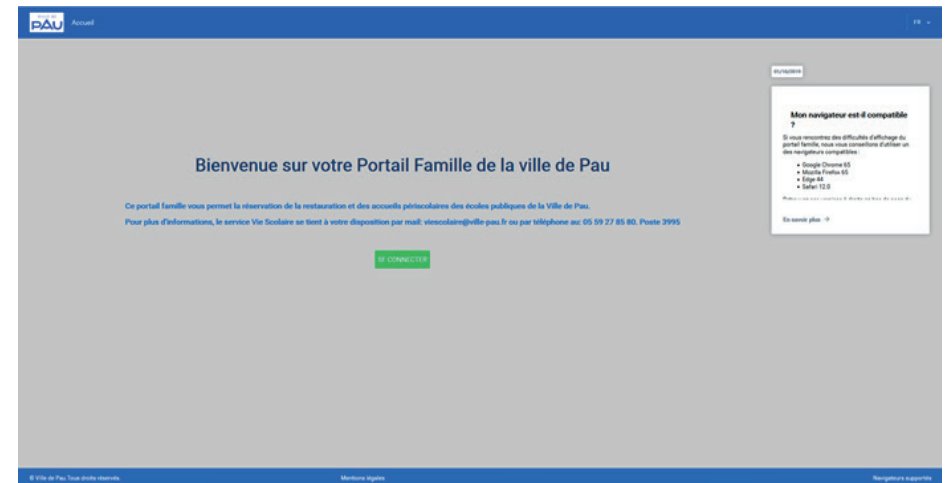 PAU
Accueil
FR
Mon navigateur est-il compatible
?
Si vous rencontrez des difficultés d'affichage du
portail famille, nous vous conseillons d'utiliser un
des navigateurs compatibles :
Google Chrome 65
Mozilla Firefox 65
Edge 44
Safari 12.0
En savoir plus
Bienvenue sur votre Portail Famille de la ville de Pau
Ce portail famille vous permet la réservation de la restauration et des accueils périscolaires des écoles publiques de la Ville de Pau.
Pour plus d'informations, le service Vie Scolaire se tient à votre disposition par mail: viescolaire@ville-pau.fr ou par téléphone au: 05 59 27 85 80. Poste 3995
SE CONNECTER
© Ville de Pau Tous droits réservés.
Mentions légales
Navigateurs supportés